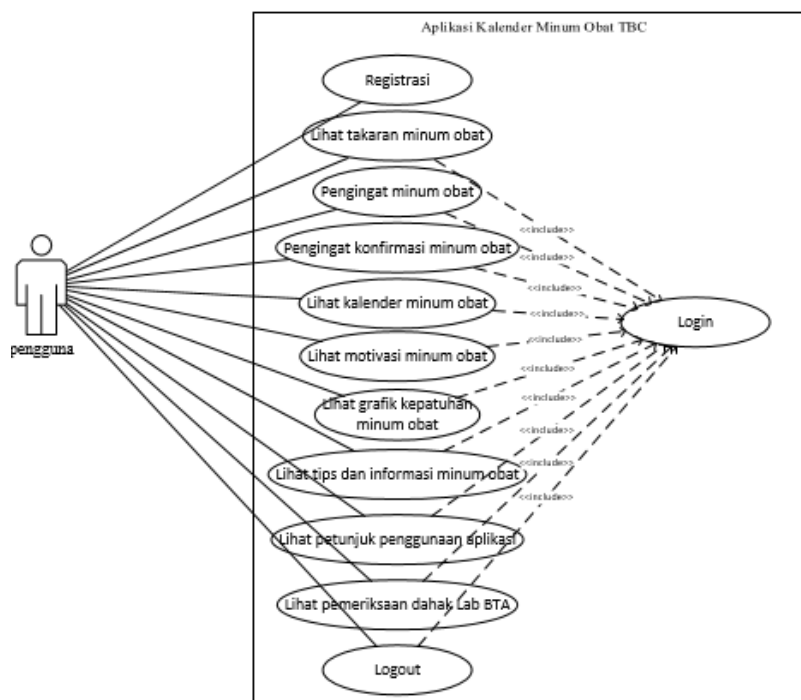 Aplikasi Kalender Minum Obat TBC
Registrasi
Lihat takaran minum obat
Pengingat minum obat
<<include>>
Pengingat konfirmasi minum obat
<<include>>
<<include>>
Lihat kalender minum obat
<<include>>
Login
pengguna
Lihat motivasi minum obat
<<include>>
<<include>>
Lihat grafik kepatuhan
minum obat
<<include>>
<<include>>
Lihat tips dan informasi minum obat
<<include>>
Lihat petunjuk penggunaan aplikasi
Lihat pemeriksaan dahak Lab BTA
Logout